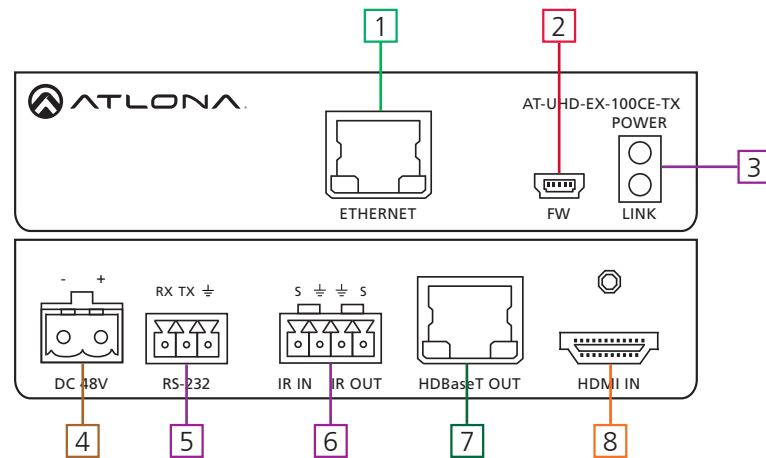 1 2
ATLONA.
AT-UHD-EX-100CE-TX
POWER
3
ETHERNET FW LINK
- +
RX TX S S
DC 48V RS-232 IR IN IR OUT HDBaseT OUT HDMI IN
4 5 6 7 8